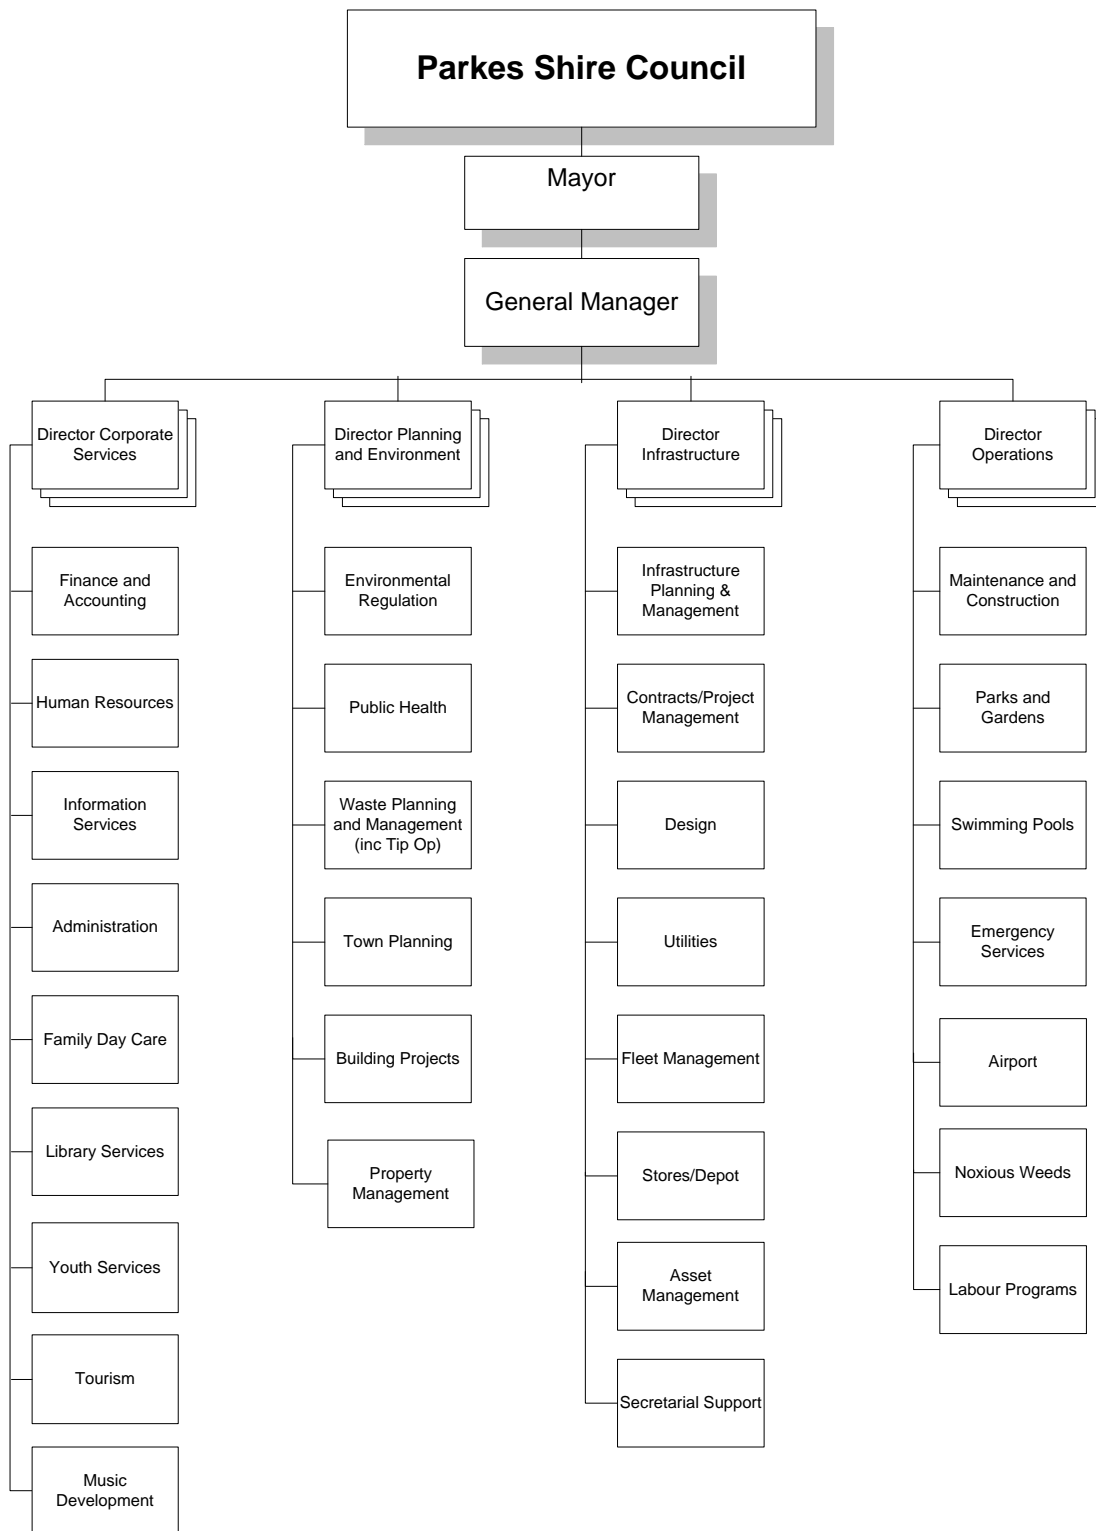 Parkes Shire Council
Mayor
General Manager
Director Corporate
Services
Finance and
Accounting
Human Resources
Information
Services
Administration
Family Day Care
Library Services
Youth Services
Tourism
Music
Development
Director Planning
and Environment
Environmental
Regulation
Public Health
Waste Planning
and Management
(inc Tip Op)
Town Planning
Building Projects
Property
Management
Director
Infrastructure
Infrastructure
Planning &
Management
Contracts/Project
Management
Design
Utilities
Fleet Management
Stores/Depot
Asset
Management
Secretarial Support
Director
Operations
Maintenance and
Construction
Parks and
Gardens
Swimming Pools
Emergency
Services
Airport
Noxious Weeds
Labour Programs